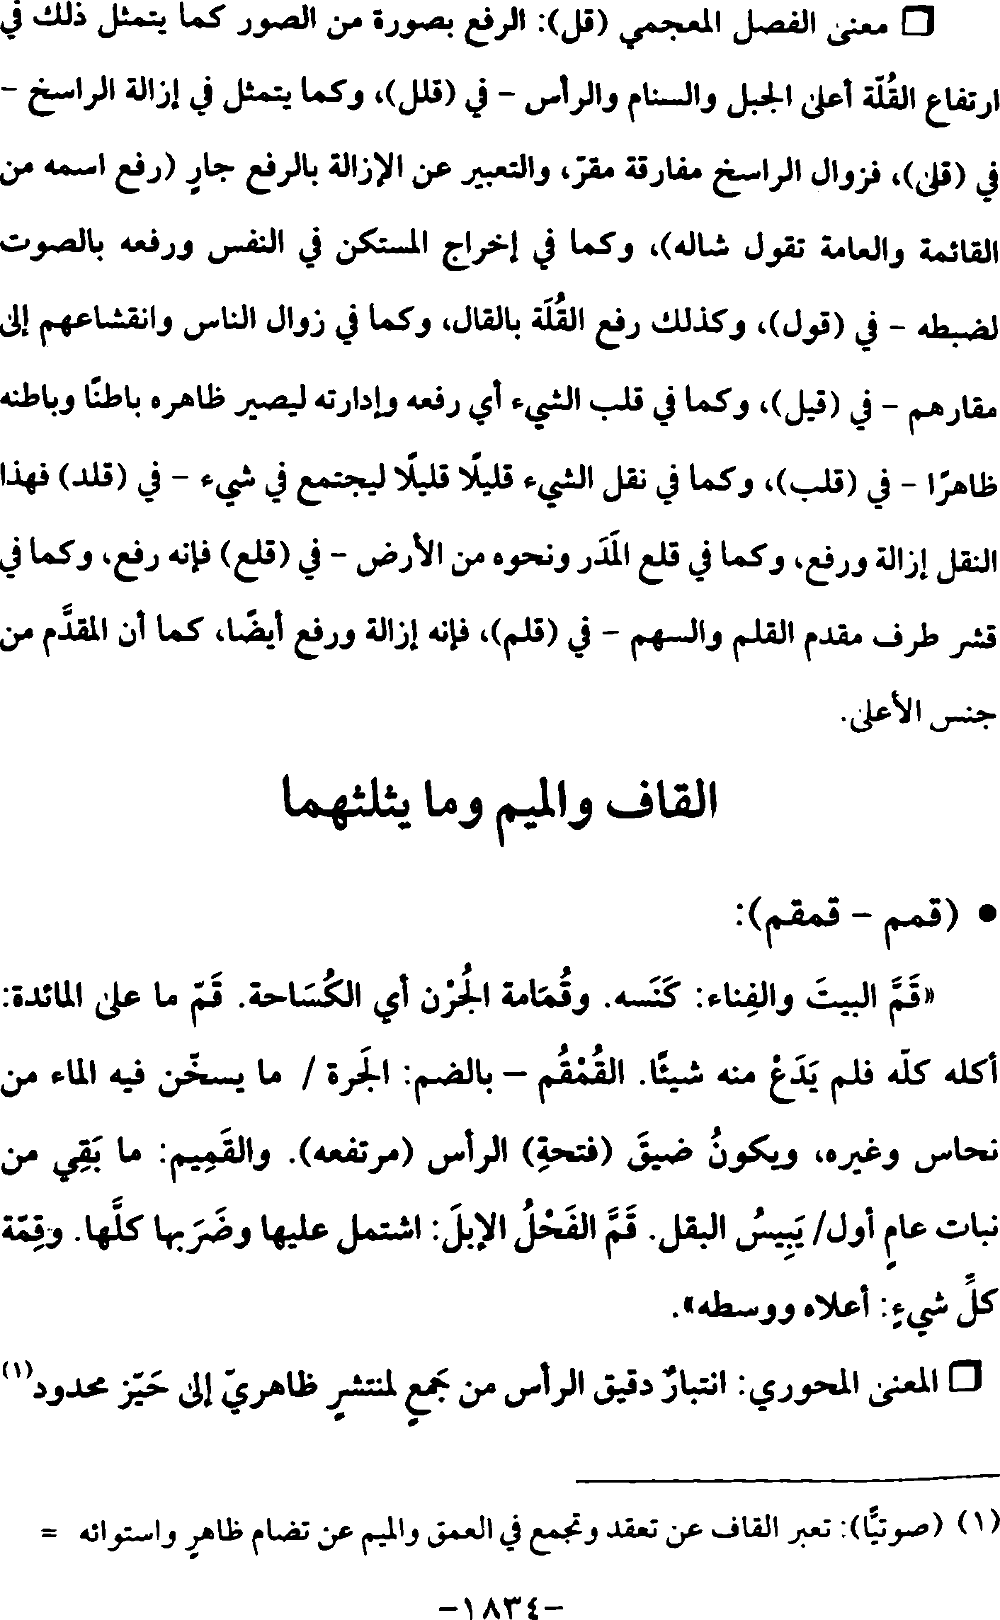 ❒ معنى الفصل المعجمي (قل): الرفع بصورة من الصور كما يتمثل ذلك في
ارتفاع القُلّة أعلى الجبل والسنام والرأس – في (قلل)، وكما يتمثل في إزالة الراسخ –
في (قلى)، فزوال الراسخ مفارقة مقرّ، والتعبير عن الإزالة بالرفع جارٍ (رفع اسمه من
القائمة والعامة تقول شاله)، وكما في إخراج المستكن في النفس ورفعه بالصوت
لضبطه – في (قول)، وكذلك رفع القُلَة بالقال، وكما في زوال الناس وانقشاعهم إلى
مقارهم – في (قيل)، وكما في قلب الشيء أي رفعه وإدارته ليصير ظاهره باطنًا وباطنه
ظاهرًا – في (قلب)، وكما في نقل الشيء قليلًا قليلًا ليجتمع في شيء – في (قلد) فهذا
النقل إزالة ورفع، وكما في قلع المَدَر ونحوه من الأرض – في (قلع) فإنه رفع، وكما في
قشر طرف مقدم القلم والسهم – في (قلم)، فإنه إزالة ورفع أيضًا، كما أن المقدَّم من
جنس الأعلى.
القاف والميم وما يثلثهما
• (قمم – قمقم):
«قَمَّ البيتَ والفِناء: كَنَسه. وقُمَامة الجُرْن أي الكُسَاحة. قَمّ ما على المائدة:
أكله كلّه فلم يَدَعْ منه شيئًا. القُمْقُم – بالضم: الجَرة / ما يسخّن فيه الماء من
نحاس وغيره، ويكونُ ضيقَ (فتحةِ) الرأس (مرتفعه). والقَمِيم: ما بَقِي من
نبات عامٍ أول/ يَبِيسُ البقل. قَمَّ الفَحْلُ الإبلَ: اشتمل عليها وضَرَبها كلَّها. وقِمّة
كلِّ شيءٍ: أعلاه ووسطه».
❒ المعنى المحوري: انتبارٌ دقيق الرأس من جَمعٍ لمنتشرٍ ظاهريّ إلى حَيّز محدود(١)
(١) (صوتيًّا): تعبر القاف عن تعقد وتجمع في العمق والميم عن تضام ظاهرٍ واستوائه =
–١٨٣٤–